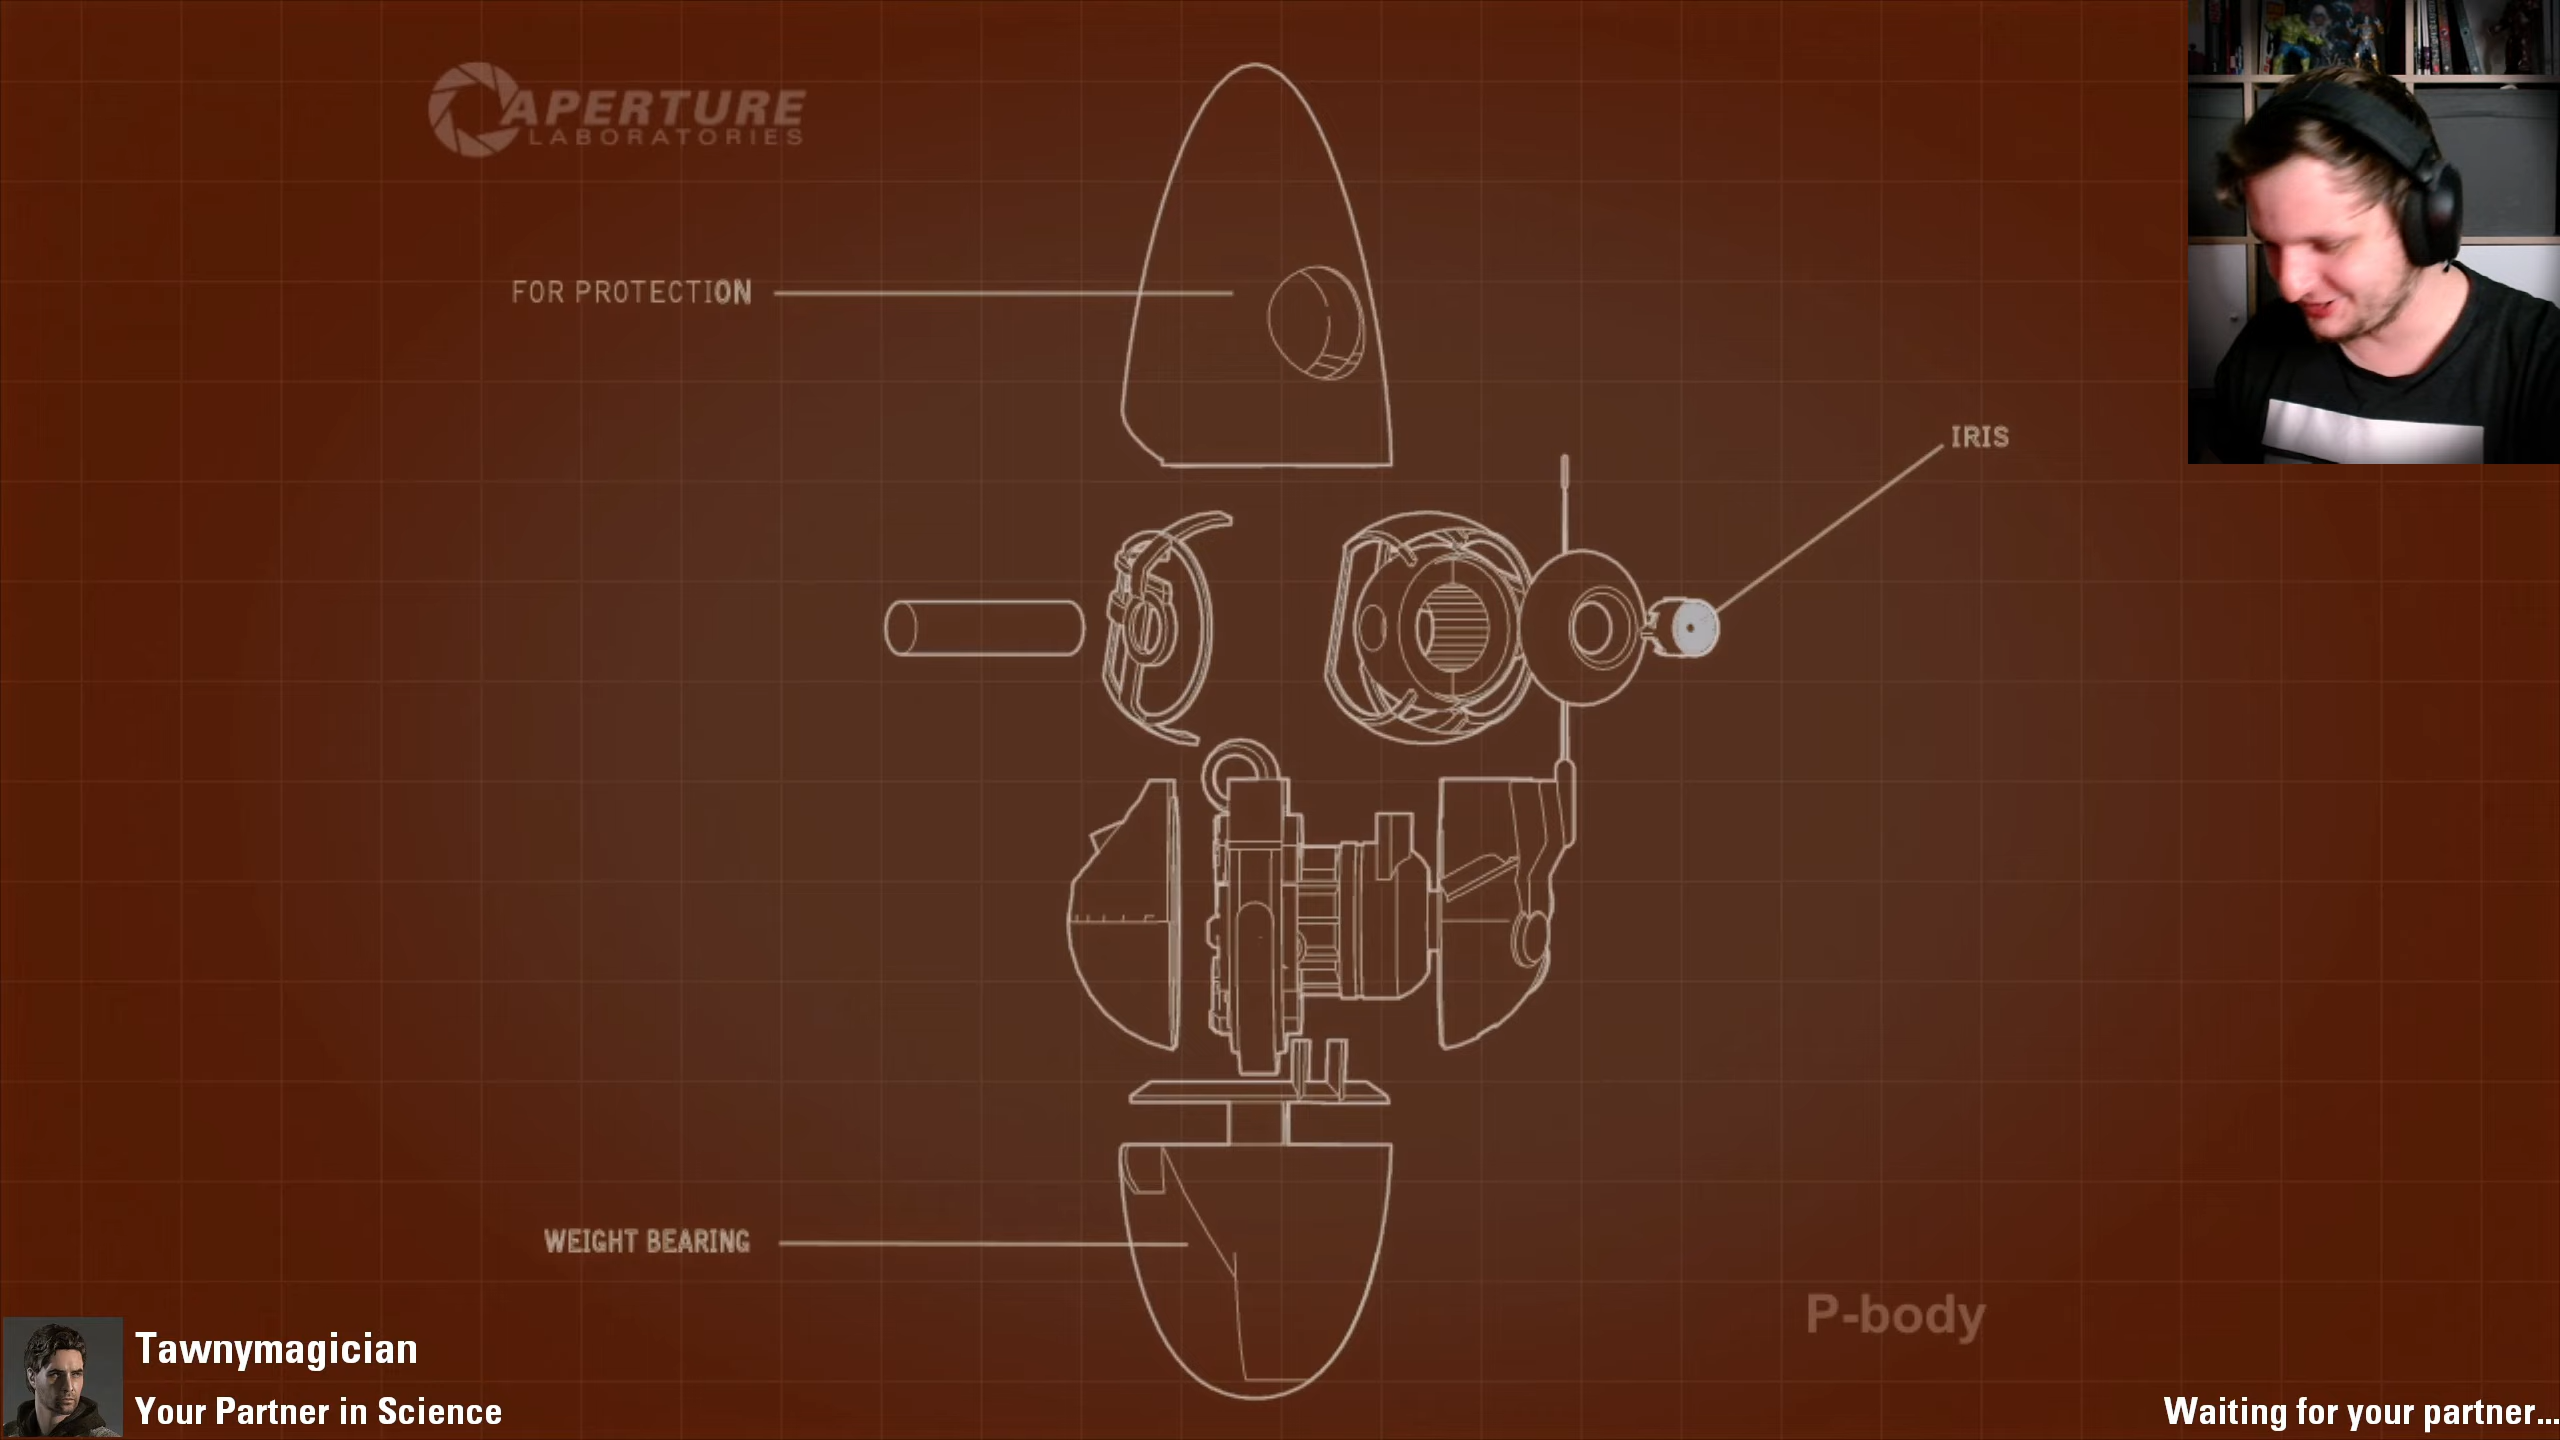 APERTURE
LABORATORIES
FOR PROTECTION
IRIS
WEIGHT BEARING
P-body
Tawnymagician
Your Partner in Science
Waiting for your partner...